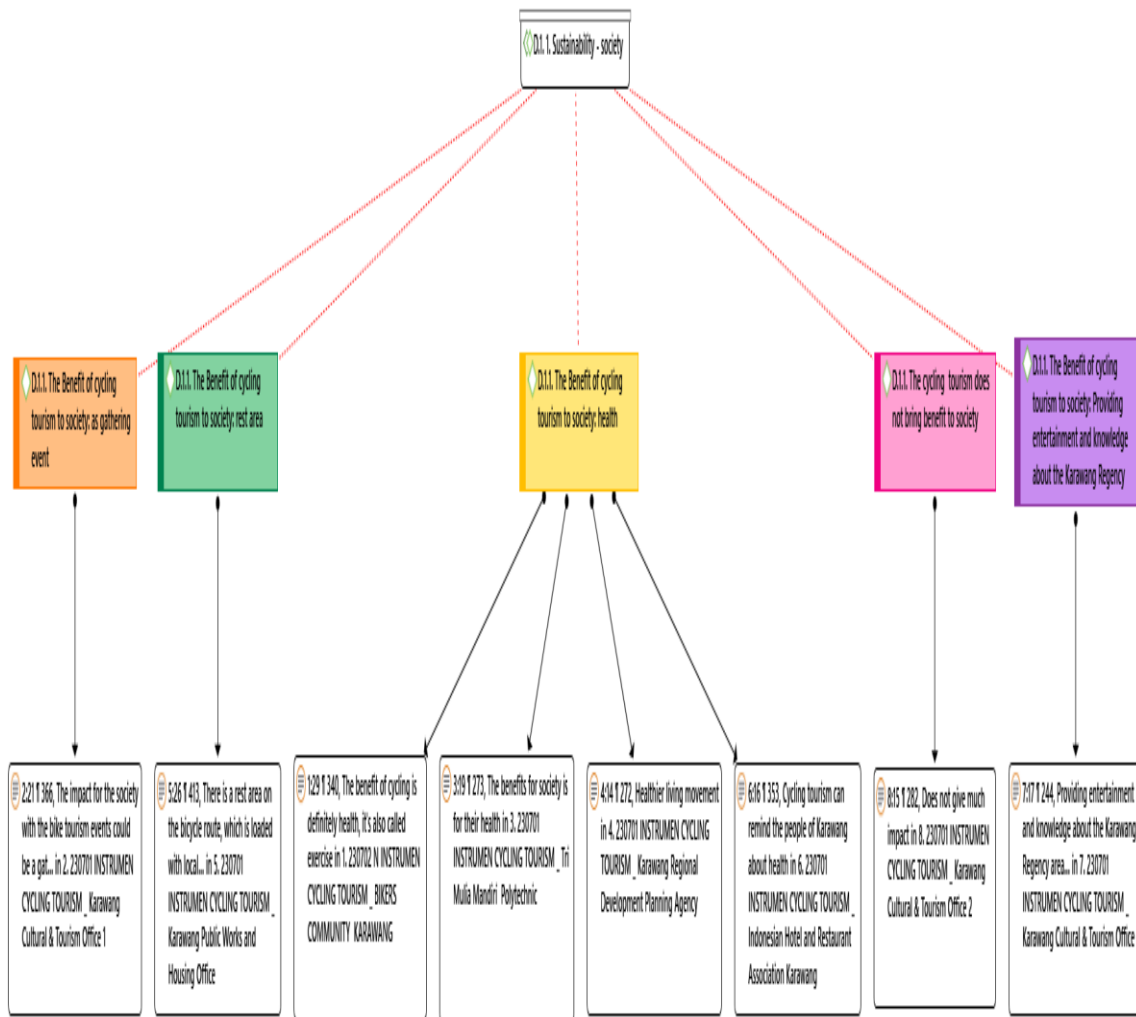 D.1. 1. Sustainability - society
D.1.1. The Benefit of cycling
tourism to society: as gathering
event
D.1.1. The Benefit of cycling
tourism to society: rest area
D.1.1. The Benefit of cycling
tourism to society: health
D.1.1. The cycling tourism does
not bring benefit to society
D.1.1. The Benefit of cycling
tourism to society: Providing
entertainment and knowledge
about the Karawang Regency
2:21 ¶ 366, The impact for the society
with the bike tourism events could
be a gat... in 2. 230701 INSTRUMEN
CYCLING TOURISM _ Karawang
Cultural & Tourism Office 1
5:26 ¶ 413, There is a rest area on
the bicycle route, which is loaded
with local... in 5. 230701
INSTRUMEN CYCLING TOURISM _
Karawang Public Works and
Housing Office
1:29 ¶ 340, The benefit of cycling is
definitely health, it's also called
exercise in 1. 230702 N INSTRUMEN
CYCLING TOURISM _ BIKERS
COMMUNITY KARAWANG
3:19 ¶ 273, The benefits for society is
for their health in 3. 230701
INSTRUMEN CYCLING TOURISM _ Tri
Mulia Mandiri Polytechnic
4:14 ¶ 272, Healthier living movement
in 4. 230701 INSTRUMEN CYCLING
TOURISM _ Karawang Regional
Development Planning Agency
6:16 ¶ 353, Cycling tourism can
remind the people of Karawang
about health in 6. 230701
INSTRUMEN CYCLING TOURISM _
Indonesian Hotel and Restaurant
Association Karawang
8:15 ¶ 282, Does not give much
impact in 8. 230701 INSTRUMEN
CYCLING TOURISM _ Karawang
Cultural & Tourism Office 2
7:17 ¶ 244, Providing entertainment
and knowledge about the Karawang
Regency area... in 7. 230701
INSTRUMEN CYCLING TOURISM _
Karawang Cultural & Tourism Office